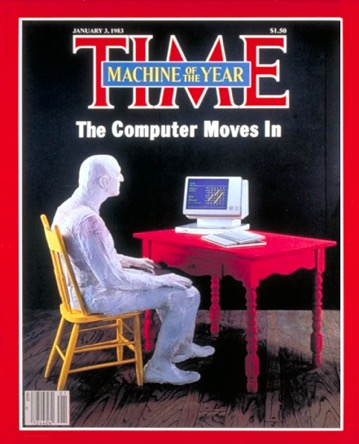 JANUARY 3, 1983
$1.50
TIME
MACHINE OF THE YEAR
The Computer Moves In